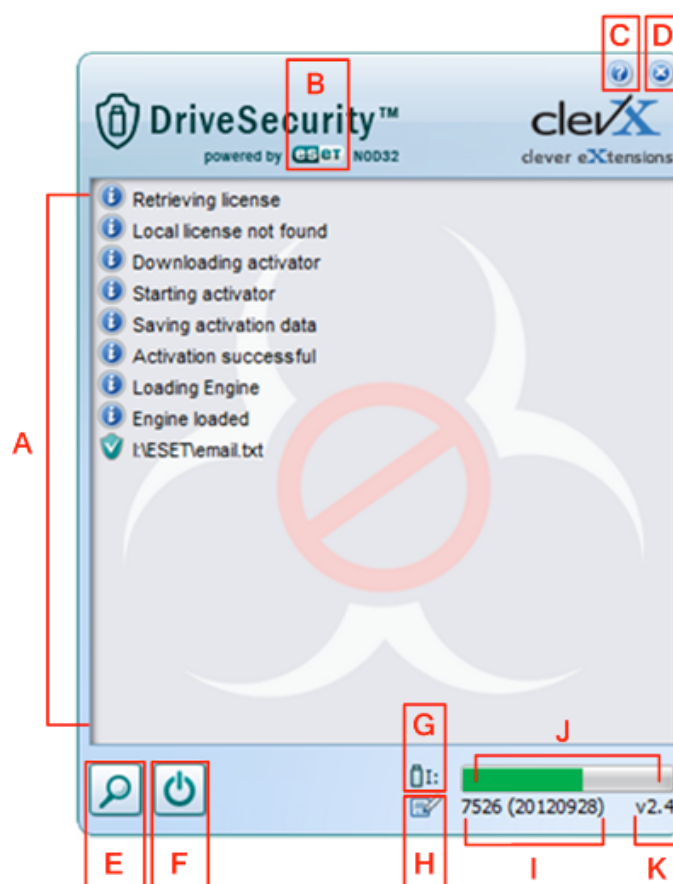 C D
B
DriveSecurity™
powered by eseT NOD32
clevX
clever eXtensions
A
Retrieving license
Local license not found
Downloading activator
Starting activator
Saving activation data
Activation successful
Loading Engine
Engine loaded
I:\ESET\email.txt
G
J
I:
7526 (20120928) v2.4
E F H I K